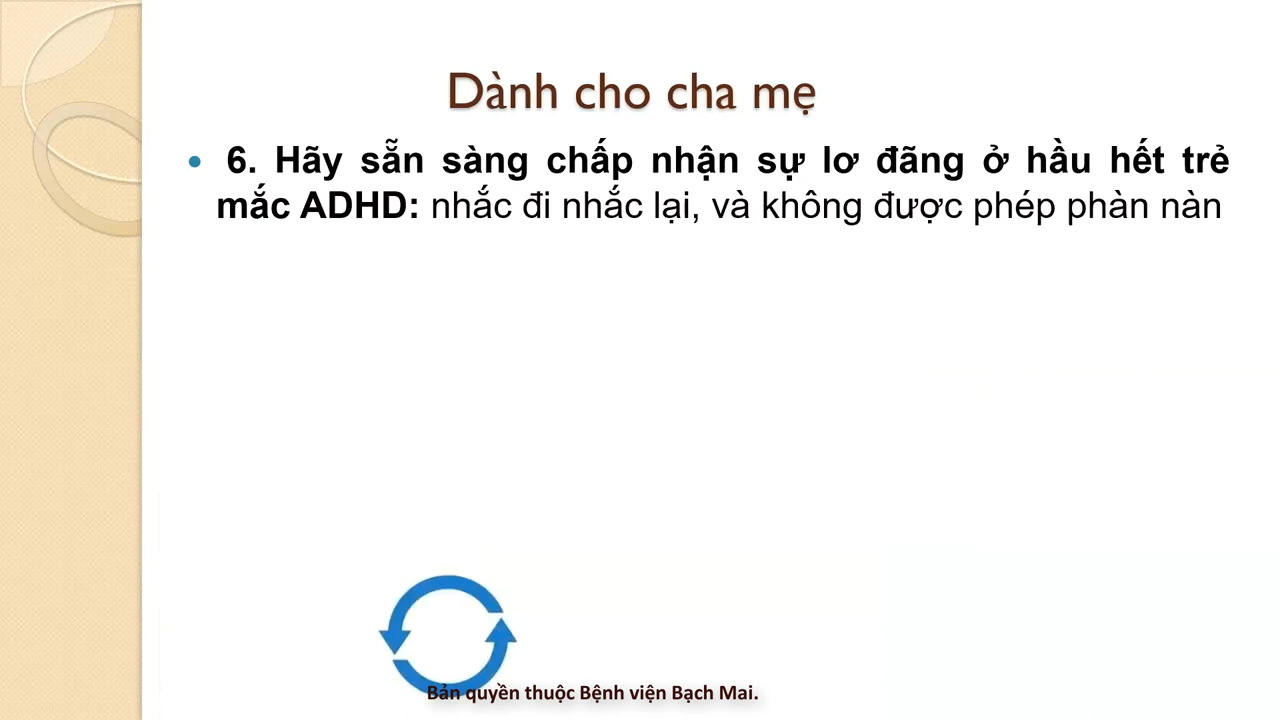 Dành cho cha mẹ
• 6. Hãy sẵn sàng chấp nhận sự lơ đãng ở hầu hết trẻ
mắc ADHD: nhắc đi nhắc lại, và không được phép phàn nàn
Bản quyền thuộc Bệnh viện Bạch Mai.